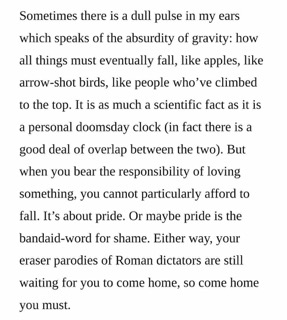 Sometimes there is a dull pulse in my ears
which speaks of the absurdity of gravity: how
all things must eventually fall, like apples, like
arrow-shot birds, like people who’ve climbed
to the top. It is as much a scientific fact as it is
a personal doomsday clock (in fact there is a
good deal of overlap between the two). But
when you bear the responsibility of loving
something, you cannot particularly afford to
fall. It’s about pride. Or maybe pride is the
bandaid-word for shame. Either way, your
eraser parodies of Roman dictators are still
waiting for you to come home, so come home
you must.